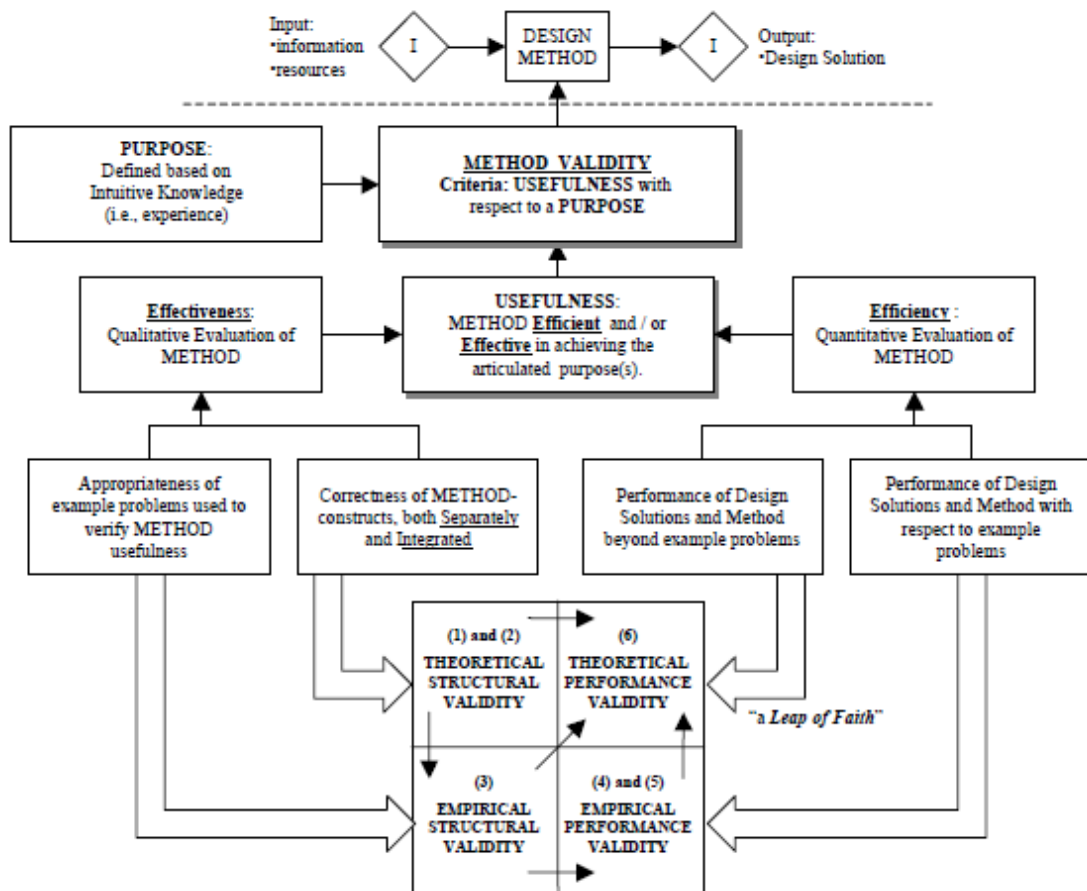 Input:
•information
•resources
I
DESIGN
METHOD
I
Output:
•Design Solution
PURPOSE:
Defined based on
Intuitive Knowledge
(i.e., experience)
METHOD VALIDITY
Criteria: USEFULNESS with
respect to a PURPOSE
Effectiveness:
Qualitative Evaluation of
METHOD
USEFULNESS:
METHOD Efficient and / or
Effective in achieving the
articulated purpose(s).
Efficiency :
Quantitative Evaluation of
METHOD
Appropriateness of
example problems used to
verify METHOD
usefulness
Correctness of METHOD-
constructs, both Separately
and Integrated
Performance of Design
Solutions and Method
beyond example problems
Performance of Design
Solutions and Method with
respect to example
problems
(1) and (2)
THEORETICAL
STRUCTURAL
VALIDITY
(6)
THEORETICAL
PERFORMANCE
VALIDITY
"a Leap of Faith"
(3)
EMPIRICAL
STRUCTURAL
VALIDITY
(4) and (5)
EMPIRICAL
PERFORMANCE
VALIDITY